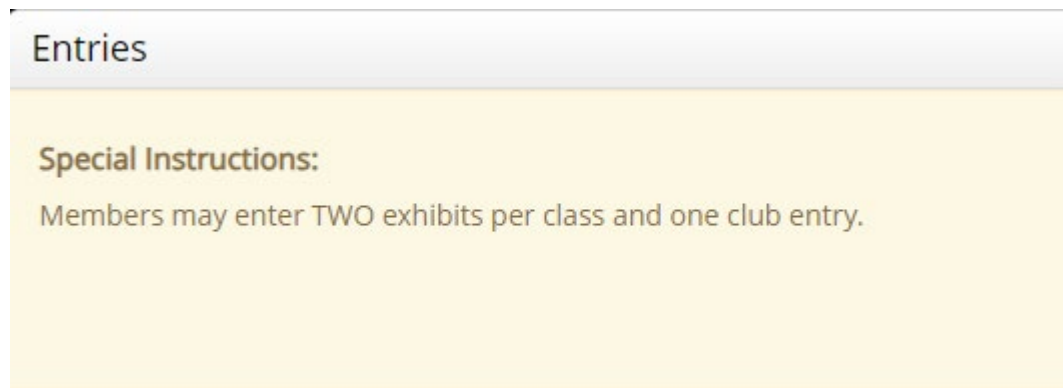 Entries
Special Instructions:
Members may enter TWO exhibits per class and one club entry.